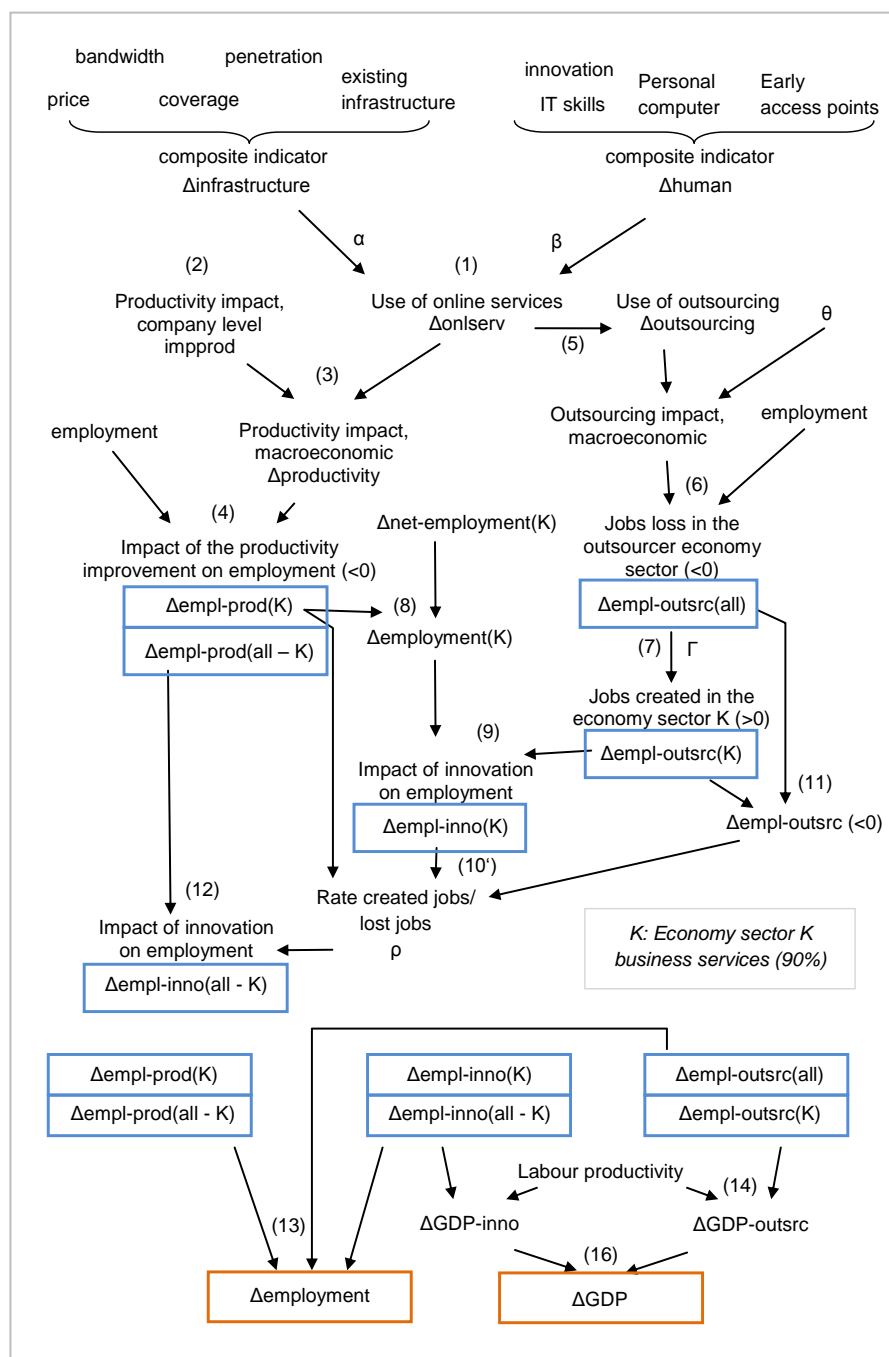 bandwidth
penetration
existing
infrastructure
price
coverage
innovation
IT skills
Personal
computer
Early
access points
composite indicator
Δinfrastructure
composite indicator
Δhuman
α
β
(2)
(1)
Productivity impact,
company level
impprod
Use of online services
Δonlserv
Use of outsourcing
Δoutsourcing
(5)
θ
(3)
employment
Productivity impact,
macroeconomic
Δproductivity
Outsourcing impact,
macroeconomic
employment
(4)
(6)
Impact of the productivity
improvement on employment (<0)
Δnet-employment(K)
Jobs loss in the
outsourcer economy
sector (<0)
Δempl-prod(K)
Δempl-prod(all – K)
(8)
Δemployment(K)
Δempl-outsrc(all)
(7)
Γ
Jobs created in the
economy sector K (>0)
Δempl-outsrc(K)
(9)
Impact of innovation
on employment
Δempl-inno(K)
(11)
Δempl-outsrc (<0)
(10‘)
(12)
Rate created jobs/
lost jobs
ρ
Impact of innovation
on employment
Δempl-inno(all - K)
K: Economy sector K
business services (90%)
Δempl-prod(K)
Δempl-prod(all - K)
Δempl-inno(K)
Δempl-inno(all - K)
Δempl-outsrc(all)
Δempl-outsrc(K)
Labour productivity
(14)
(13)
ΔGDP-inno
ΔGDP-outsrc
(16)
Δemployment
ΔGDP